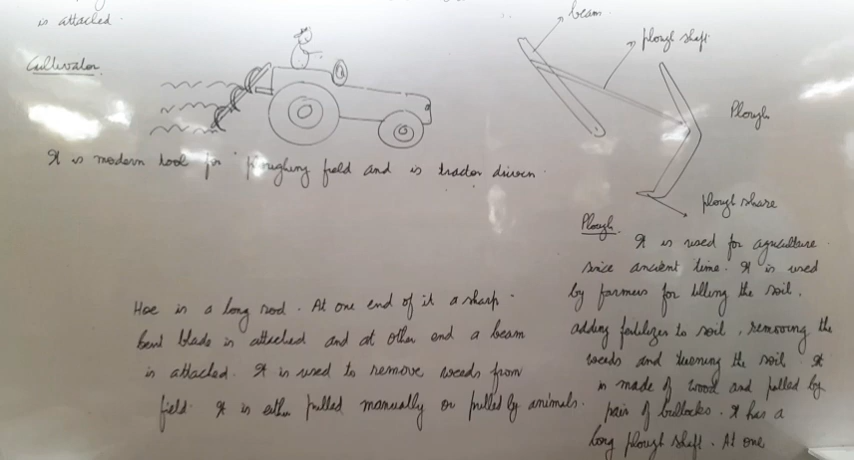 is attached.
Cultivator
It is modern tool for ploughing field and is tractor driven
beam
plough shaft
Plough
plough share
Hoe is a long rod. At one end of it a sharp
bent blade is attached and at other end a beam
is attached. It is used to remove weeds from
field. It is either pulled manually or pulled by animals.
Plough
It is used for agriculture
since ancient time. It is used
by farmers for tilling the soil,
adding fertilizer to soil, removing the
weeds and turning the soil. It
is made of wood and pulled by
pair of bullocks. It has a
long plough shaft. At one